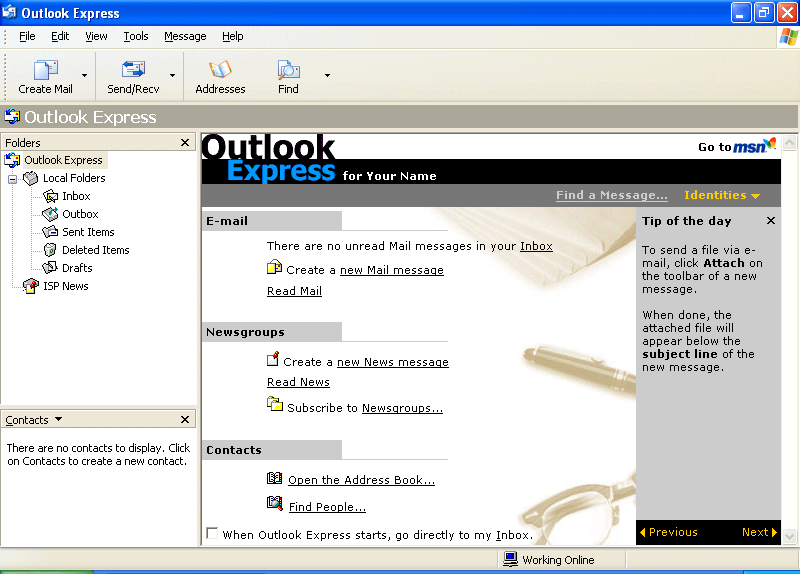 Outlook Express
File Edit View Tools Message Help
Create Mail Send/Recv Addresses Find
Outlook Express
Folders
Outlook Express
Local Folders
Inbox
Outbox
Sent Items
Deleted Items
Drafts
ISP News
Contacts
There are no contacts to display. Click
on Contacts to create a new contact.
Outlook
Express for Your Name
Go to msn
Find a Message... Identities
E-mail
There are no unread Mail messages in your Inbox
Create a new Mail message
Read Mail
Newsgroups
Create a new News message
Read News
Subscribe to Newsgroups...
Contacts
Open the Address Book...
Find People...
When Outlook Express starts, go directly to my Inbox.
Tip of the day
To send a file via e-
mail, click Attach on
the toolbar of a new
message.
When done, the
attached file will
appear below the
subject line of the
new message.
Previous Next
Working Online